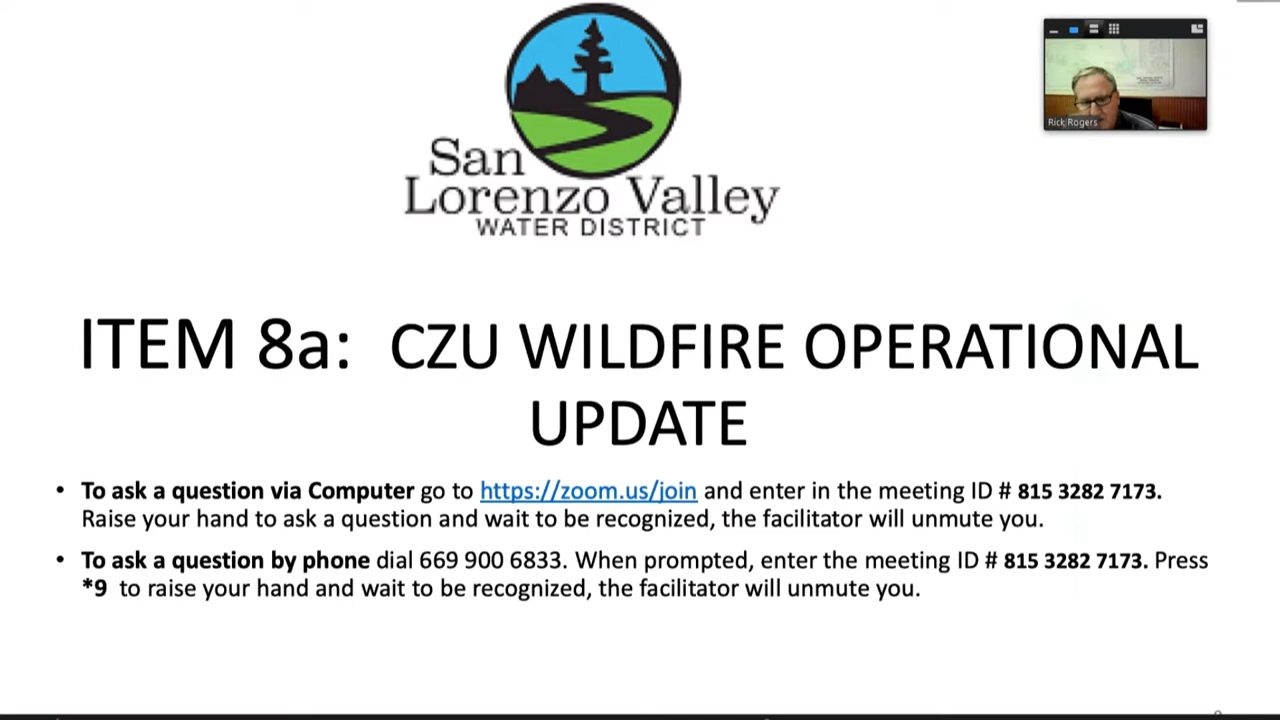 San
Lorenzo Valley
WATER DISTRICT
Rick Rogers
ITEM 8a: CZU WILDFIRE OPERATIONAL
UPDATE
• To ask a question via Computer go to https://zoom.us/join and enter in the meeting ID # 815 3282 7173.
Raise your hand to ask a question and wait to be recognized, the facilitator will unmute you.
• To ask a question by phone dial 669 900 6833. When prompted, enter the meeting ID # 815 3282 7173. Press
*9 to raise your hand and wait to be recognized, the facilitator will unmute you.